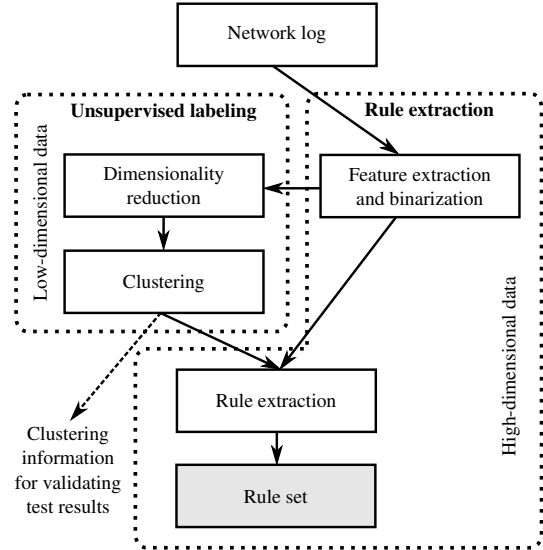 Network log
Unsupervised labeling
Rule extraction
Low-dimensional data
Dimensionality
reduction
Feature extraction
and binarization
Clustering
High-dimensional data
Rule extraction
Clustering
information
for validating
test results
Rule set